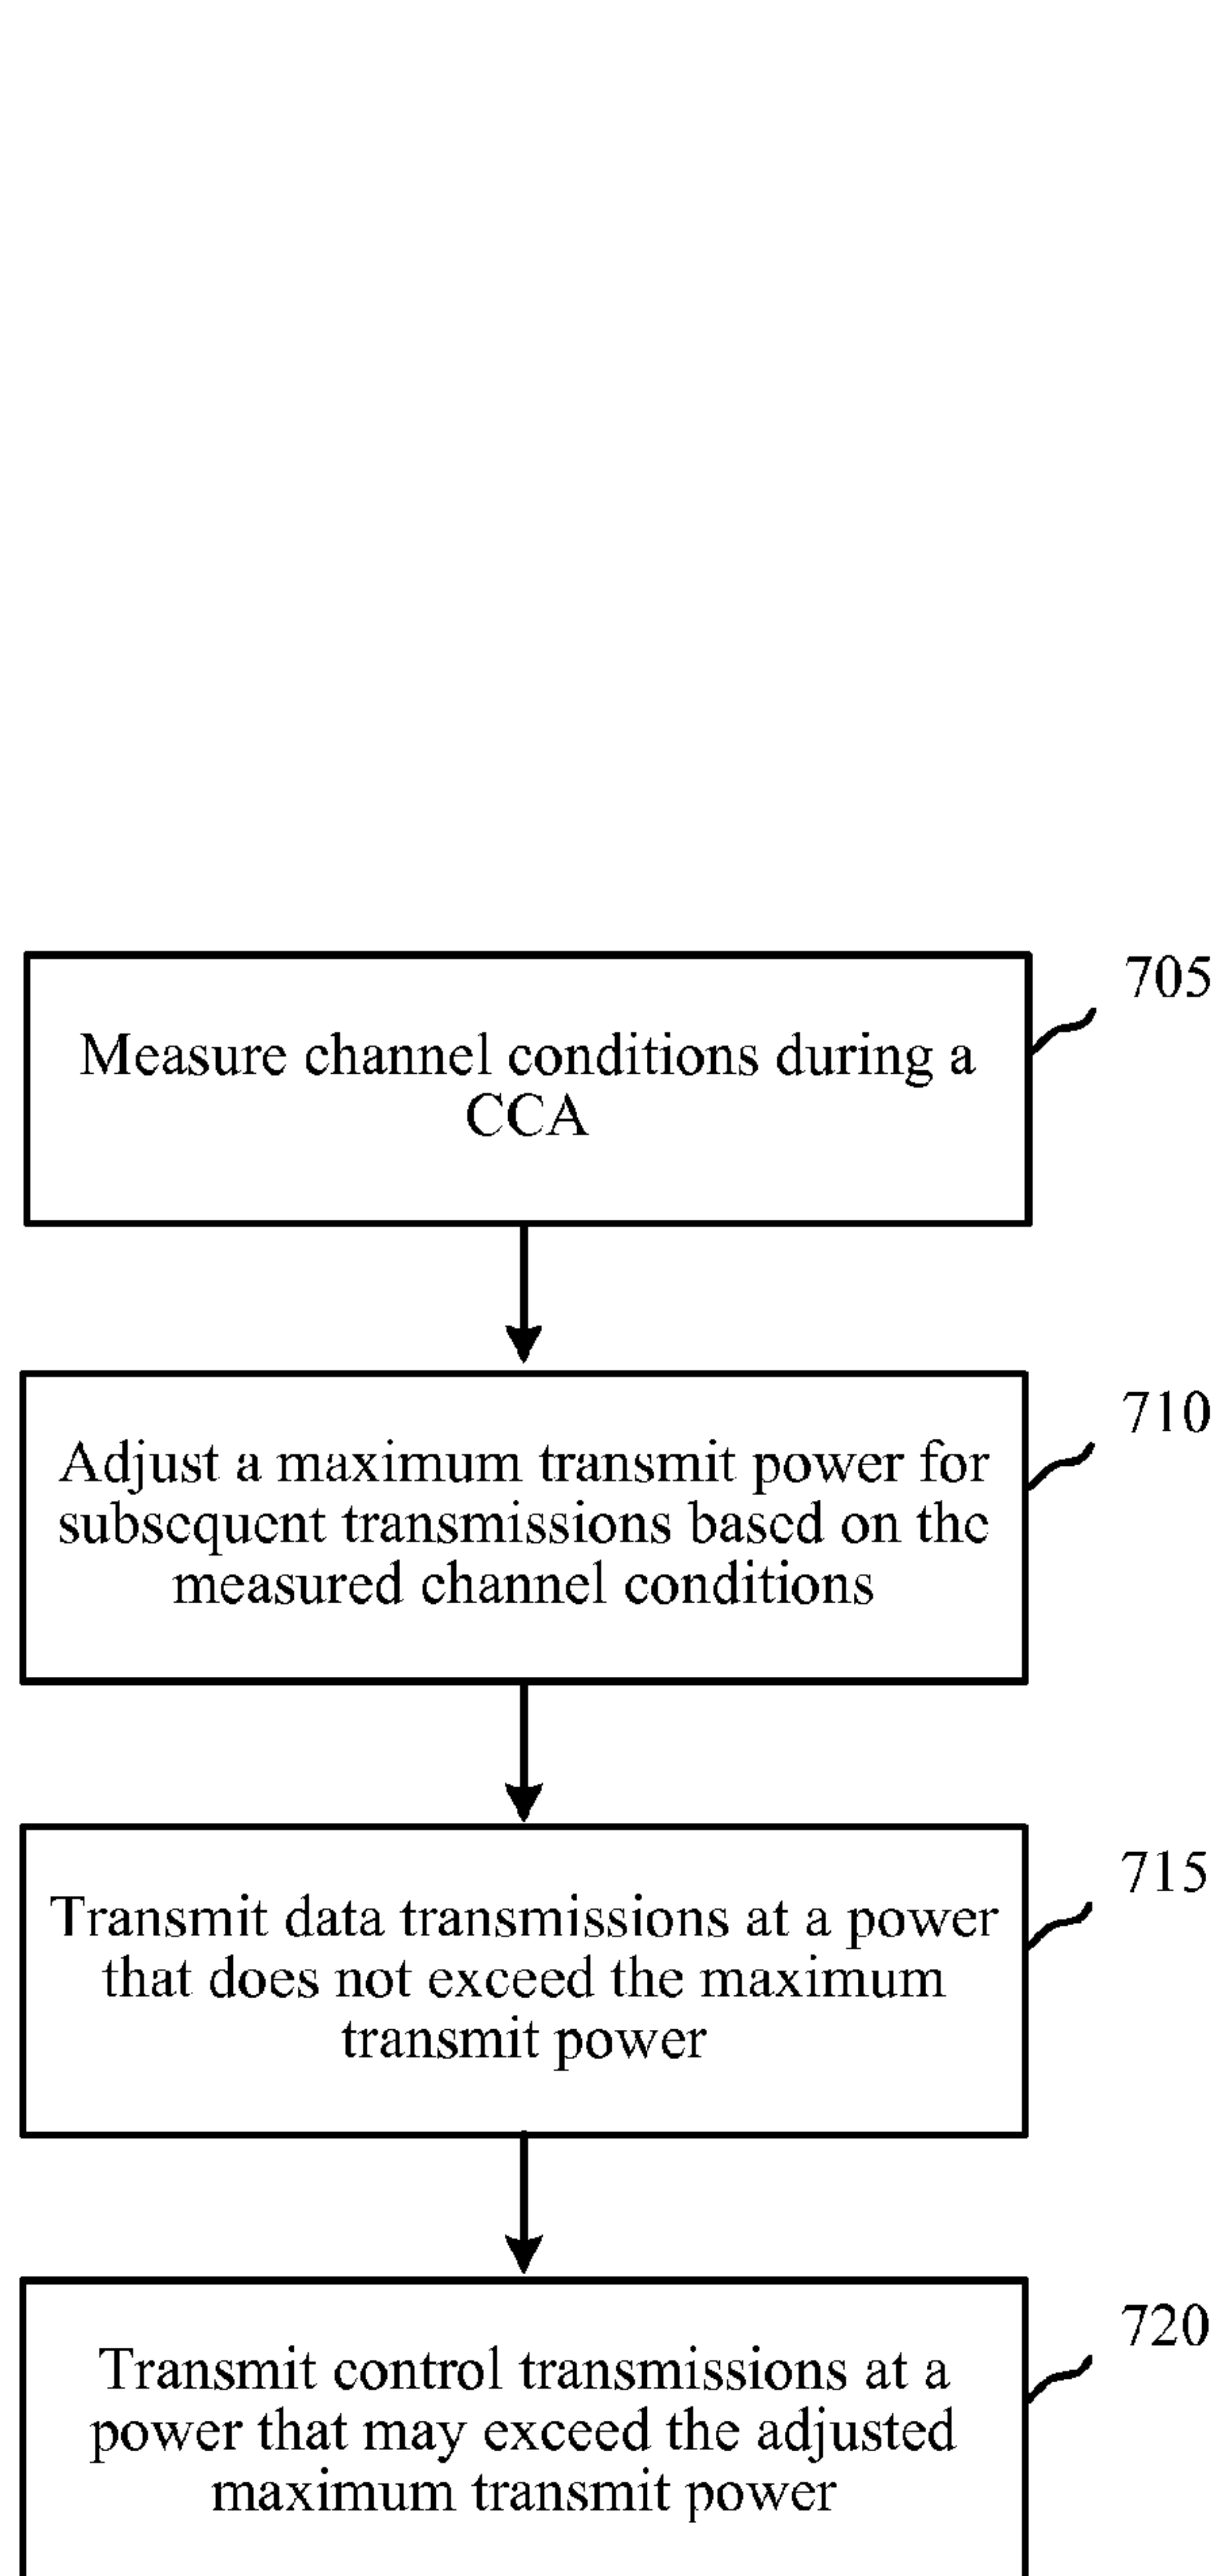 705
Measure channel conditions during a
CCA
710
Adjust a maximum transmit power for
subsequent transmissions based on the
measured channel conditions
715
Transmit data transmissions at a power
that does not exceed the maximum
transmit power
720
Transmit control transmissions at a
power that may exceed the adjusted
maximum transmit power